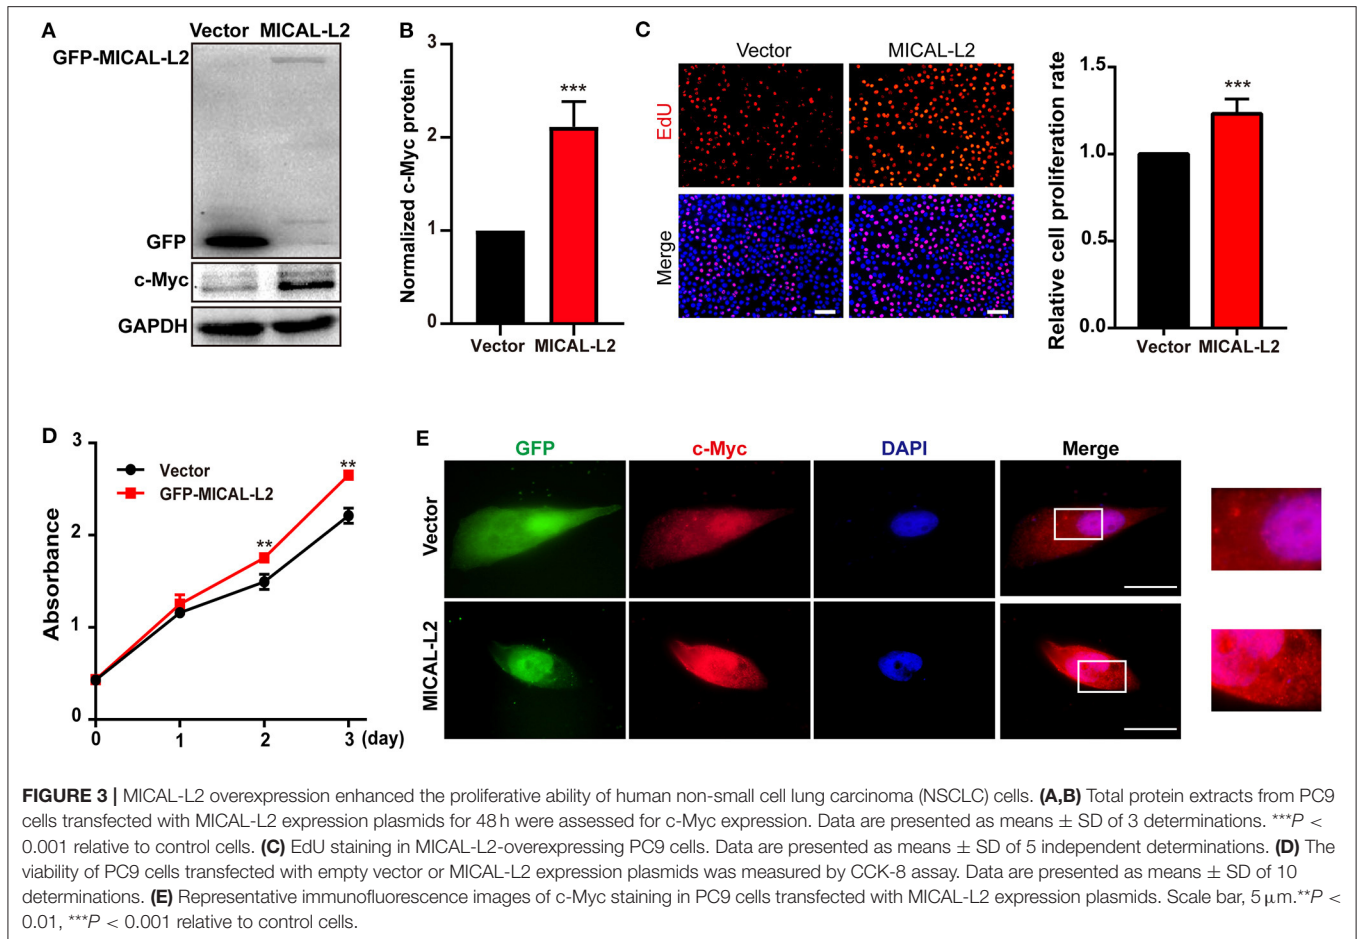 A
Vector MICAL-L2
GFP-MICAL-L2
GFP
c-Myc
GAPDH
B
Normalized c-Myc protein
3
2
1
0
***
Vector MICAL-L2
C
Vector MICAL-L2
EdU
Merge
Relative cell proliferation rate
1.5
1.0
0.5
0.0
***
Vector MICAL-L2
D
Absorbance
3
2
1
0
Vector
GFP-MICAL-L2
**
**
0 1 2 3 (day)
E
GFP c-Myc DAPI Merge
Vector
MICAL-L2
FIGURE 3 | MICAL-L2 overexpression enhanced the proliferative ability of human non-small cell lung carcinoma (NSCLC) cells. (A,B) Total protein extracts from PC9
cells transfected with MICAL-L2 expression plasmids for 48 h were assessed for c-Myc expression. Data are presented as means ± SD of 3 determinations. ***P <
0.001 relative to control cells. (C) EdU staining in MICAL-L2-overexpressing PC9 cells. Data are presented as means ± SD of 5 independent determinations. (D) The
viability of PC9 cells transfected with empty vector or MICAL-L2 expression plasmids was measured by CCK-8 assay. Data are presented as means ± SD of 10
determinations. (E) Representative immunofluorescence images of c-Myc staining in PC9 cells transfected with MICAL-L2 expression plasmids. Scale bar, 5 μm.**P <
0.01, ***P < 0.001 relative to control cells.